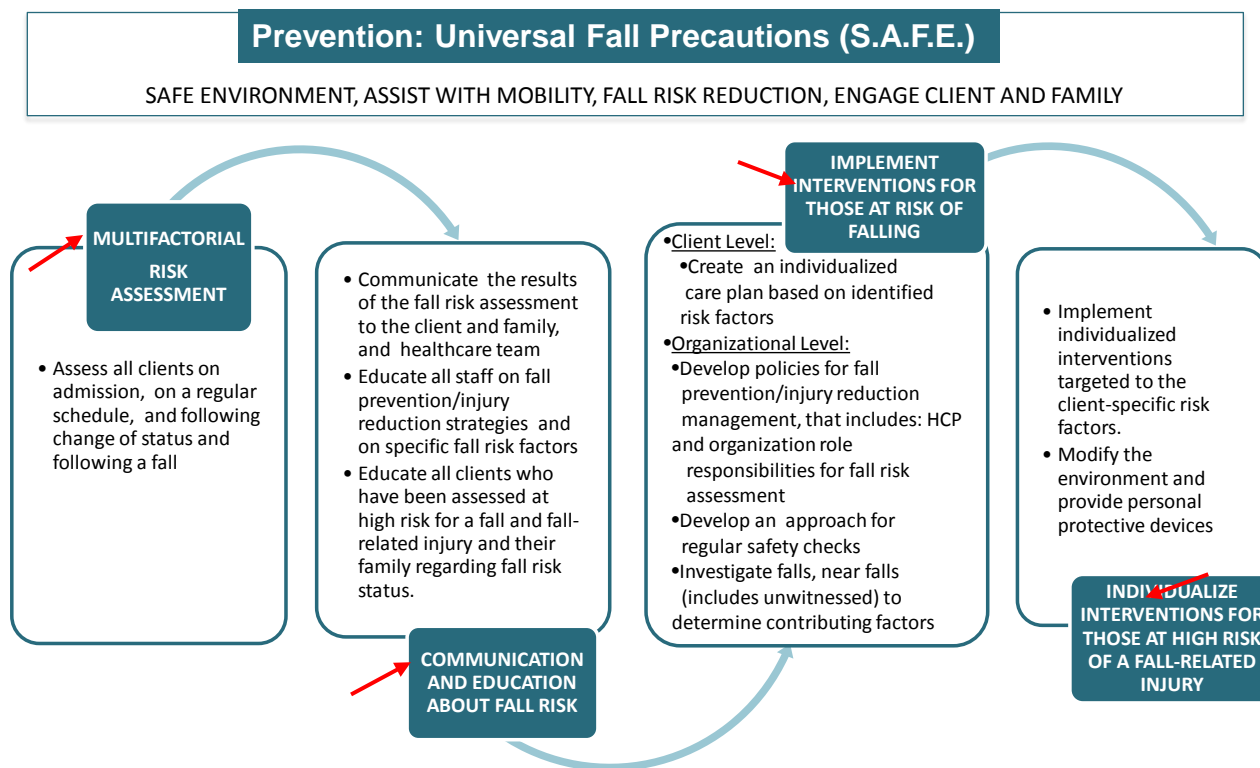 Prevention: Universal Fall Precautions (S.A.F.E.)
SAFE ENVIRONMENT, ASSIST WITH MOBILITY, FALL RISK REDUCTION, ENGAGE CLIENT AND FAMILY
MULTIFACTORIAL
RISK
ASSESSMENT
• Assess all clients on
admission, on a regular
schedule, and following
change of status and
following a fall
• Communicate the results
of the fall risk assessment
to the client and family,
and healthcare team
• Educate all staff on fall
prevention/injury
reduction strategies and
on specific fall risk factors
• Educate all clients who
have been assessed at
high risk for a fall and fall-
related injury and their
family regarding fall risk
status.
COMMUNICATION
AND EDUCATION
ABOUT FALL RISK
IMPLEMENT
INTERVENTIONS FOR
THOSE AT RISK OF
FALLING
•Client Level:
•Create an individualized
care plan based on identified
risk factors
•Organizational Level:
•Develop policies for fall
prevention/injury reduction
management, that includes: HCP
and organization role
responsibilities for fall risk
assessment
•Develop an approach for
regular safety checks
•Investigate falls, near falls
(includes unwitnessed) to
determine contributing factors
• Implement
individualized
interventions
targeted to the
client-specific risk
factors.
• Modify the
environment and
provide personal
protective devices
INDIVIDUALIZE
INTERVENTIONS FOR
THOSE AT HIGH RISK
OF A FALL-RELATED
INJURY